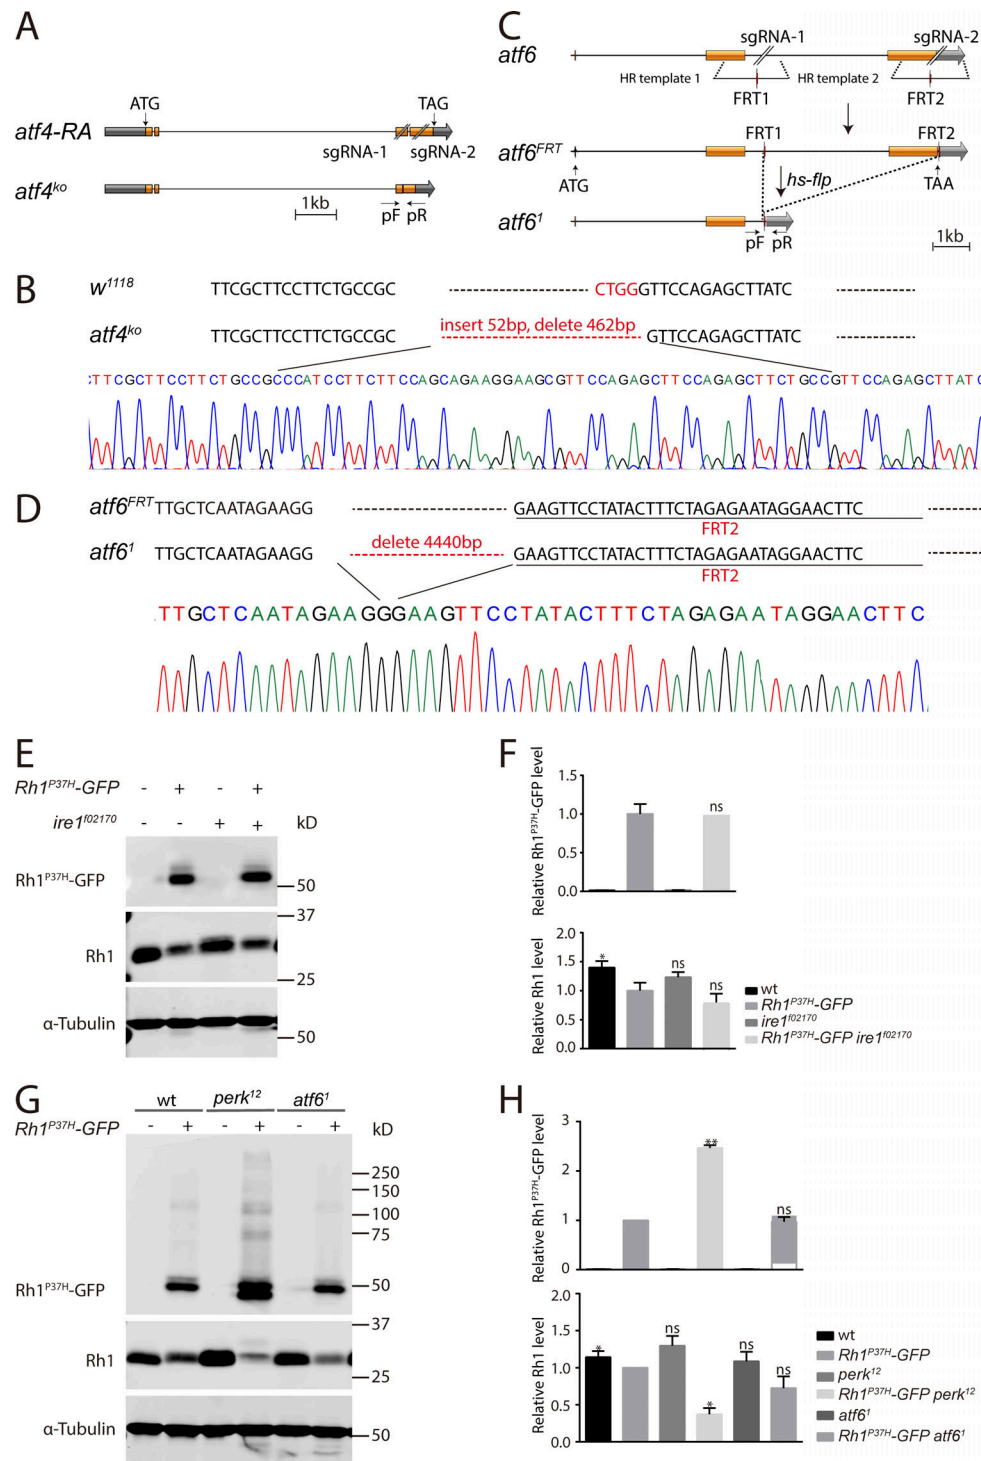 A
ATG
TAG
atf4-RA
sgRNA-1
sgRNA-2
atf4ko
1kb
pF
pR
C
sgRNA-1
sgRNA-2
atf6
HR template 1
HR template 2
FRT1
FRT2
FRT1
FRT2
atf6FRT
ATG
hs-flp
TAA
atf61
pF
pR
1kb
B
w1118
TTCGCTTCCTTCTGCCGC
CTGGGTTCCAGAGCTTATC
atf4ko
TTCGCTTCCTTCTGCCGC
insert 52bp, delete 462bp
GTTCCAGAGCTTATC
CTTCGCTTCCTTCTGCCGCCCATCCTTCTTCCAGCAGAAGGAAGCGTTCCAGAGCTTCCAGAGCTTCTGCCGTTCCAGAGCTTATC
D
atf6FRT
TTGCTCAATAGAAGG
GAAGTTCCTATACTTTCTAGAGAATAGGAACTTC
FRT2
atf61
TTGCTCAATAGAAGG
delete 4440bp
GAAGTTCCTATACTTTCTAGAGAATAGGAACTTC
FRT2
TTGCTCAATAGAAGGGAAGTTCCTATACTTTCTAGAGAATAGGAACTTC
E
Rh1P37H-GFP - + - +
ire1f02170 - - + + kD
Rh1P37H-GFP
50
37
Rh1
25
α-Tubulin
50
F
Relative Rh1P37H-GFP level
1.5
1.0
0.5
0.0
ns
Relative Rh1 level
2.0
1.5
1.0
0.5
0.0
*
ns
ns
wt
Rh1P37H-GFP
ire1f02170
Rh1P37H-GFP ire1f02170
G
wt
perk12
atf61
Rh1P37H-GFP - + - + - + kD
250
150
100
75
Rh1P37H-GFP
50
37
Rh1
25
α-Tubulin
50
H
Relative Rh1P37H-GFP level
3
2
1
0
**
ns
Relative Rh1 level
2.0
1.5
1.0
0.5
0.0
*
ns
*
ns
ns
wt
Rh1P37H-GFP
perk12
Rh1P37H-GFP perk12
atf61
Rh1P37H-GFP atf61